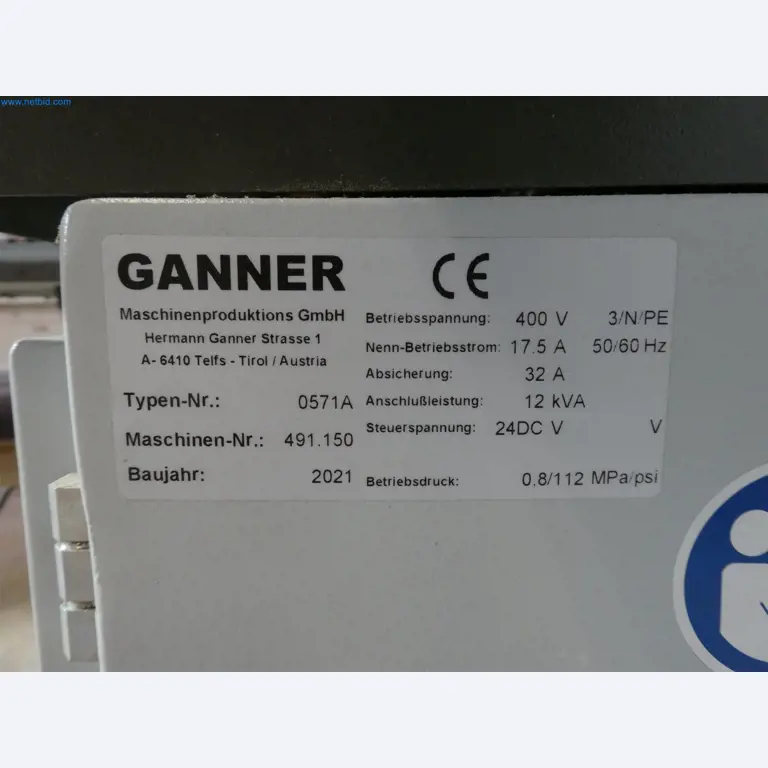 www.netbid.com
GANNER CE
Maschinenproduktions GmbH
Hermann Ganner Strasse 1
A- 6410 Telfs - Tirol / Austria
Typen-Nr.: 0571A
Maschinen-Nr.: 491.150
Baujahr: 2021
Betriebsspannung: 400 V 3/N/PE
Nenn-Betriebsstrom: 17.5 A 50/60 Hz
Absicherung: 32 A
Anschlußleistung: 12 kVA
Steuerspannung: 24DC V V
Betriebsdruck: 0,8/112 MPa/psi